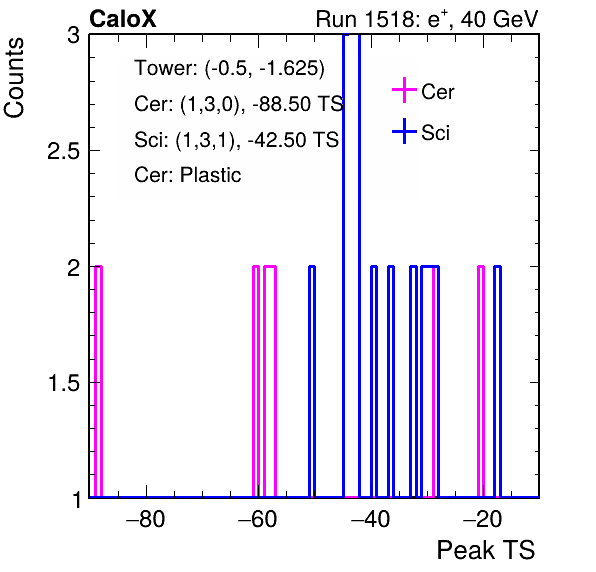 CaloX
Run 1518: e+, 40 GeV
Counts
3
2.5
2
1.5
1
Tower: (-0.5, -1.625)
Cer: (1,3,0), -88.50 TS
Sci: (1,3,1), -42.50 TS
Cer: Plastic
Cer
Sci
−80
−60
−40
−20
Peak TS